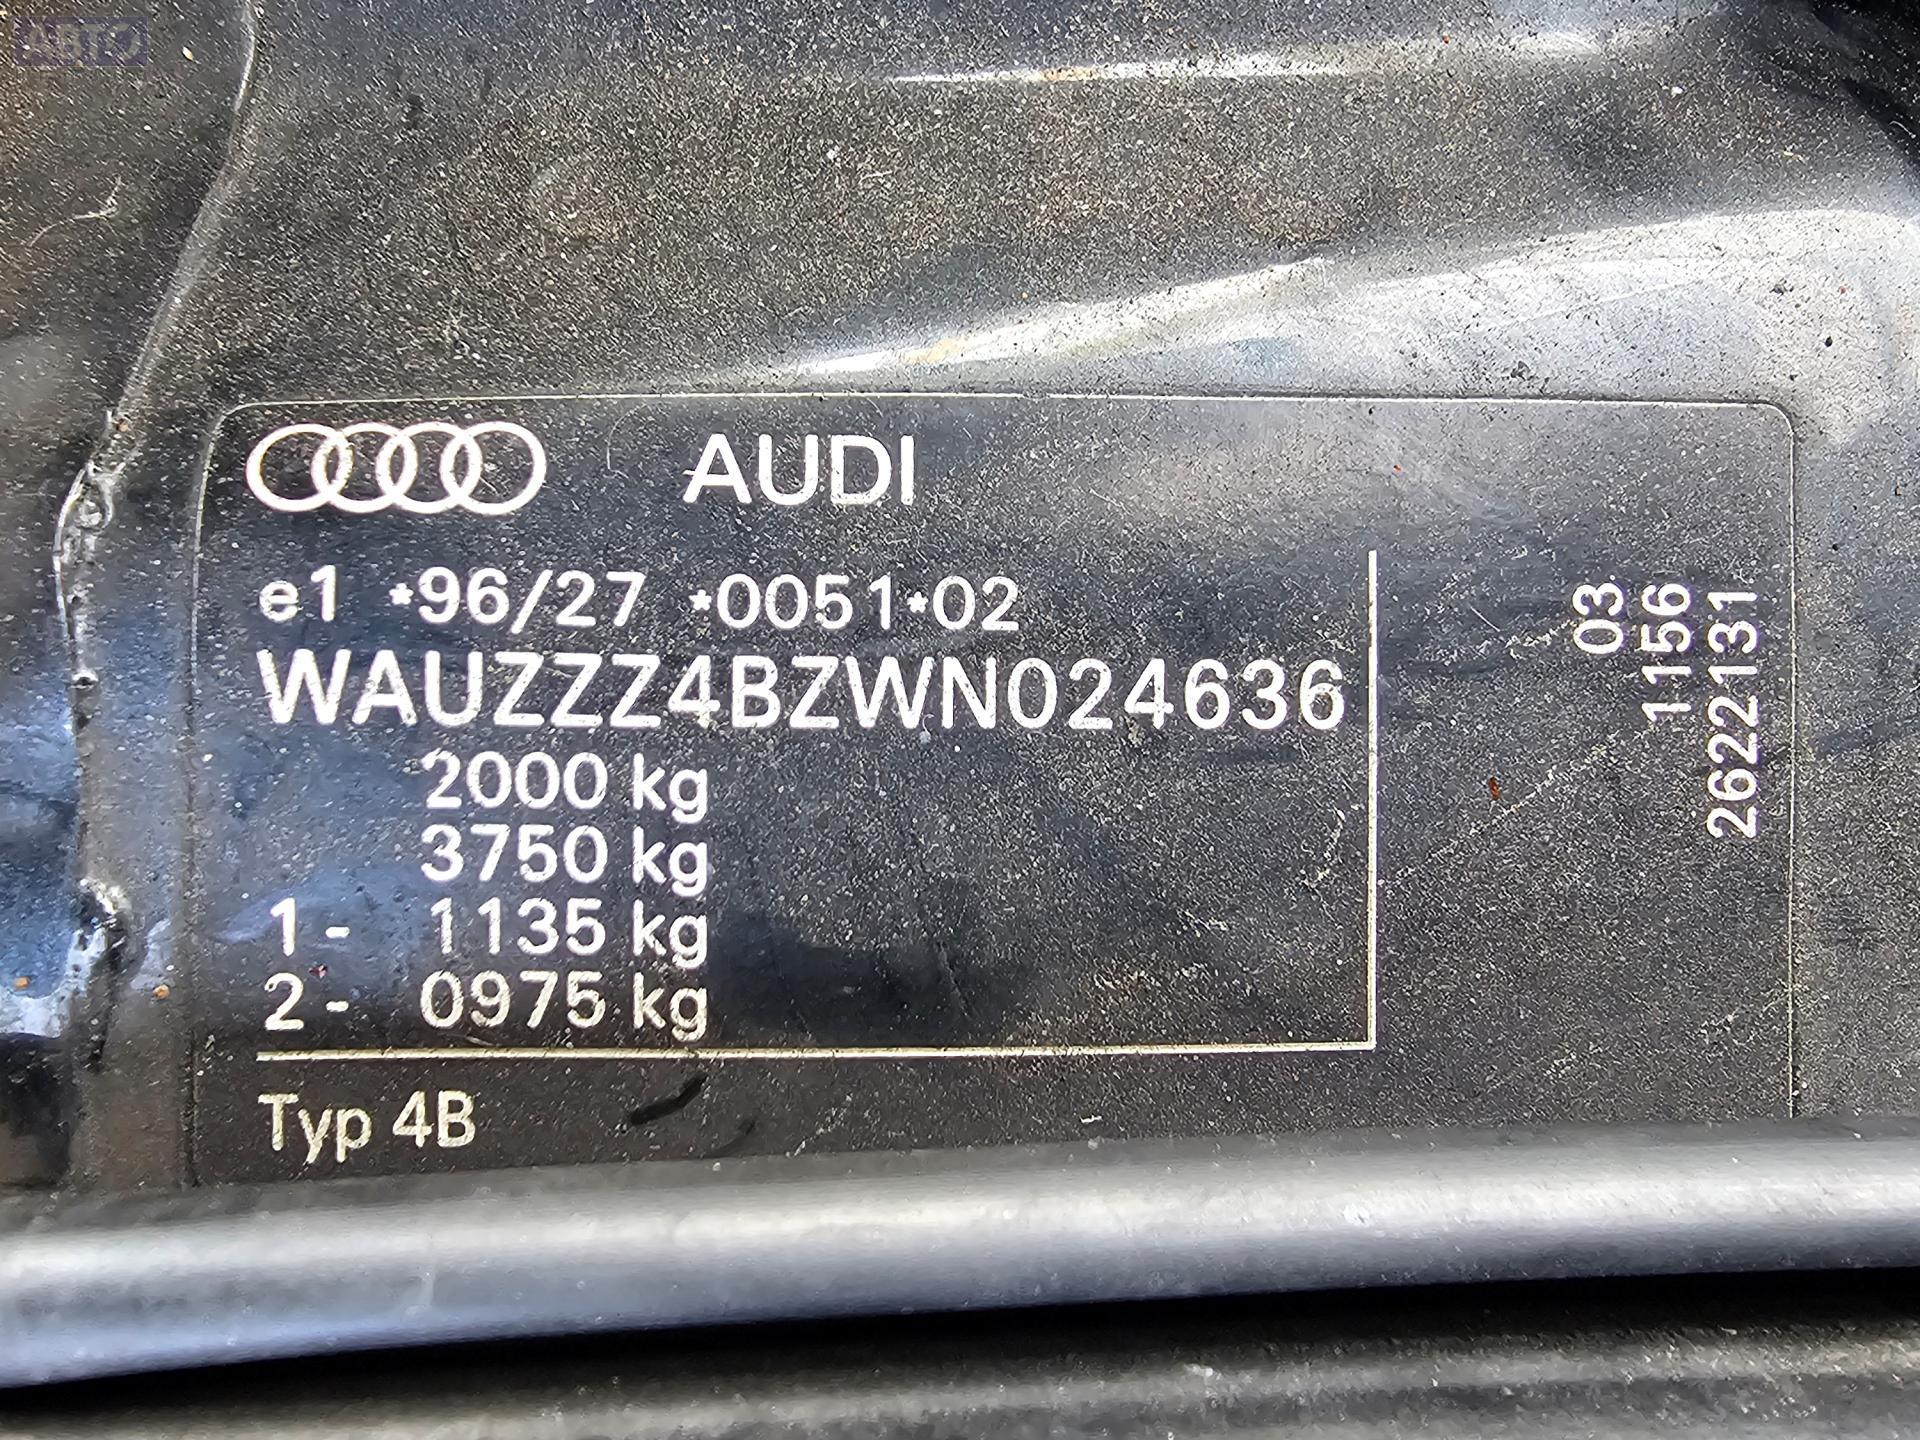 АВТО
AUDI
e1 *96/27 *0051*02
WAUZZZ4BZWN024636
2000 kg
3750 kg
1- 1135 kg
2- 0975 kg
Typ 4B
03
1156
2622131